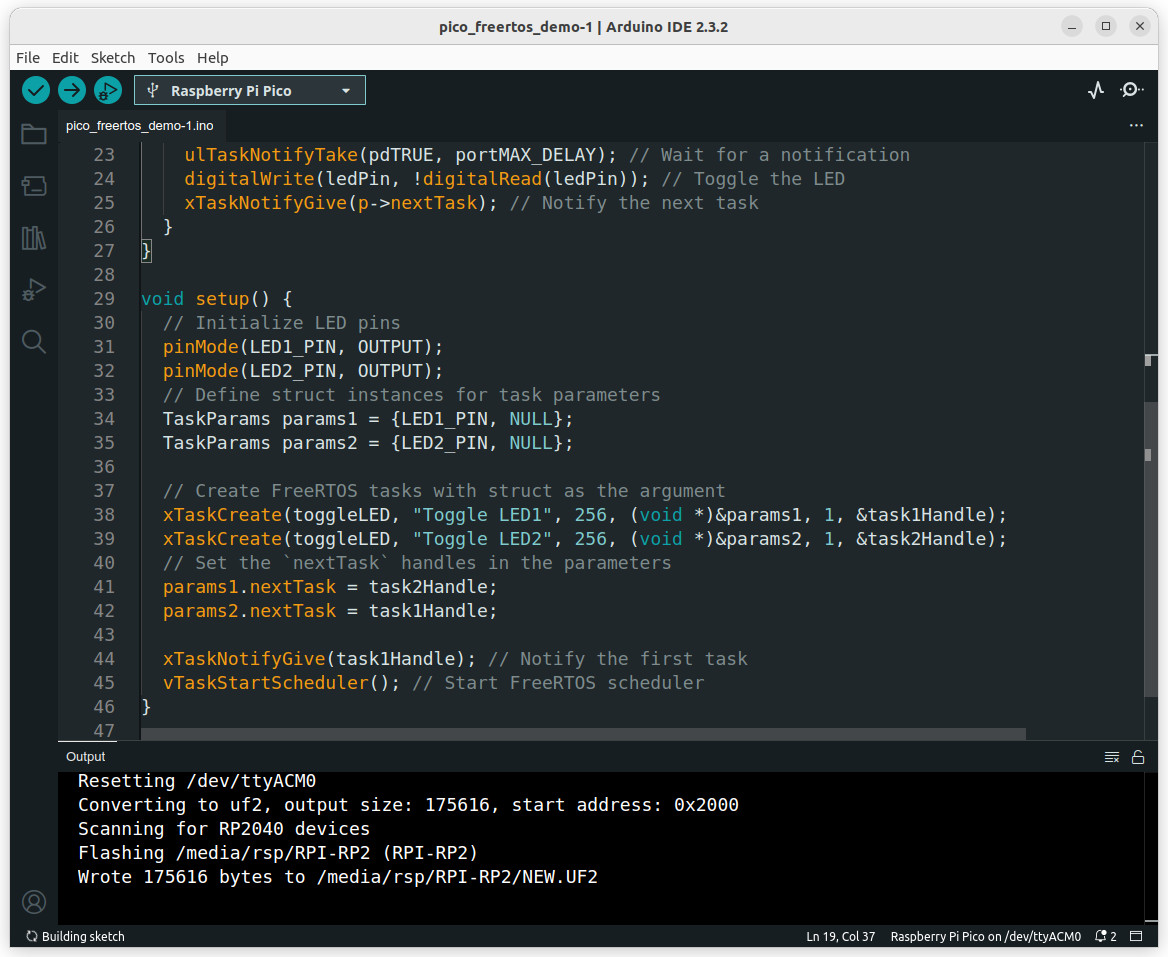 pico_freertos_demo-1 | Arduino IDE 2.3.2
File Edit Sketch Tools Help
Raspberry Pi Pico
pico_freertos_demo-1.ino
23 ulTaskNotifyTake(pdTRUE, portMAX_DELAY); // Wait for a notification
24 digitalWrite(ledPin, !digitalRead(ledPin)); // Toggle the LED
25 xTaskNotifyGive(p->nextTask); // Notify the next task
26 }
27 }
28
29 void setup() {
30 // Initialize LED pins
31 pinMode(LED1_PIN, OUTPUT);
32 pinMode(LED2_PIN, OUTPUT);
33 // Define struct instances for task parameters
34 TaskParams params1 = {LED1_PIN, NULL};
35 TaskParams params2 = {LED2_PIN, NULL};
36
37 // Create FreeRTOS tasks with struct as the argument
38 xTaskCreate(toggleLED, "Toggle LED1", 256, (void *)&params1, 1, &task1Handle);
39 xTaskCreate(toggleLED, "Toggle LED2", 256, (void *)&params2, 1, &task2Handle);
40 // Set the `nextTask` handles in the parameters
41 params1.nextTask = task2Handle;
42 params2.nextTask = task1Handle;
43
44 xTaskNotifyGive(task1Handle); // Notify the first task
45 vTaskStartScheduler(); // Start FreeRTOS scheduler
46 }
47
Output
Resetting /dev/ttyACM0
Converting to uf2, output size: 175616, start address: 0x2000
Scanning for RP2040 devices
Flashing /media/rsp/RPI-RP2 (RPI-RP2)
Wrote 175616 bytes to /media/rsp/RPI-RP2/NEW.UF2
Building sketch Ln 19, Col 37 Raspberry Pi Pico on /dev/ttyACM0 2